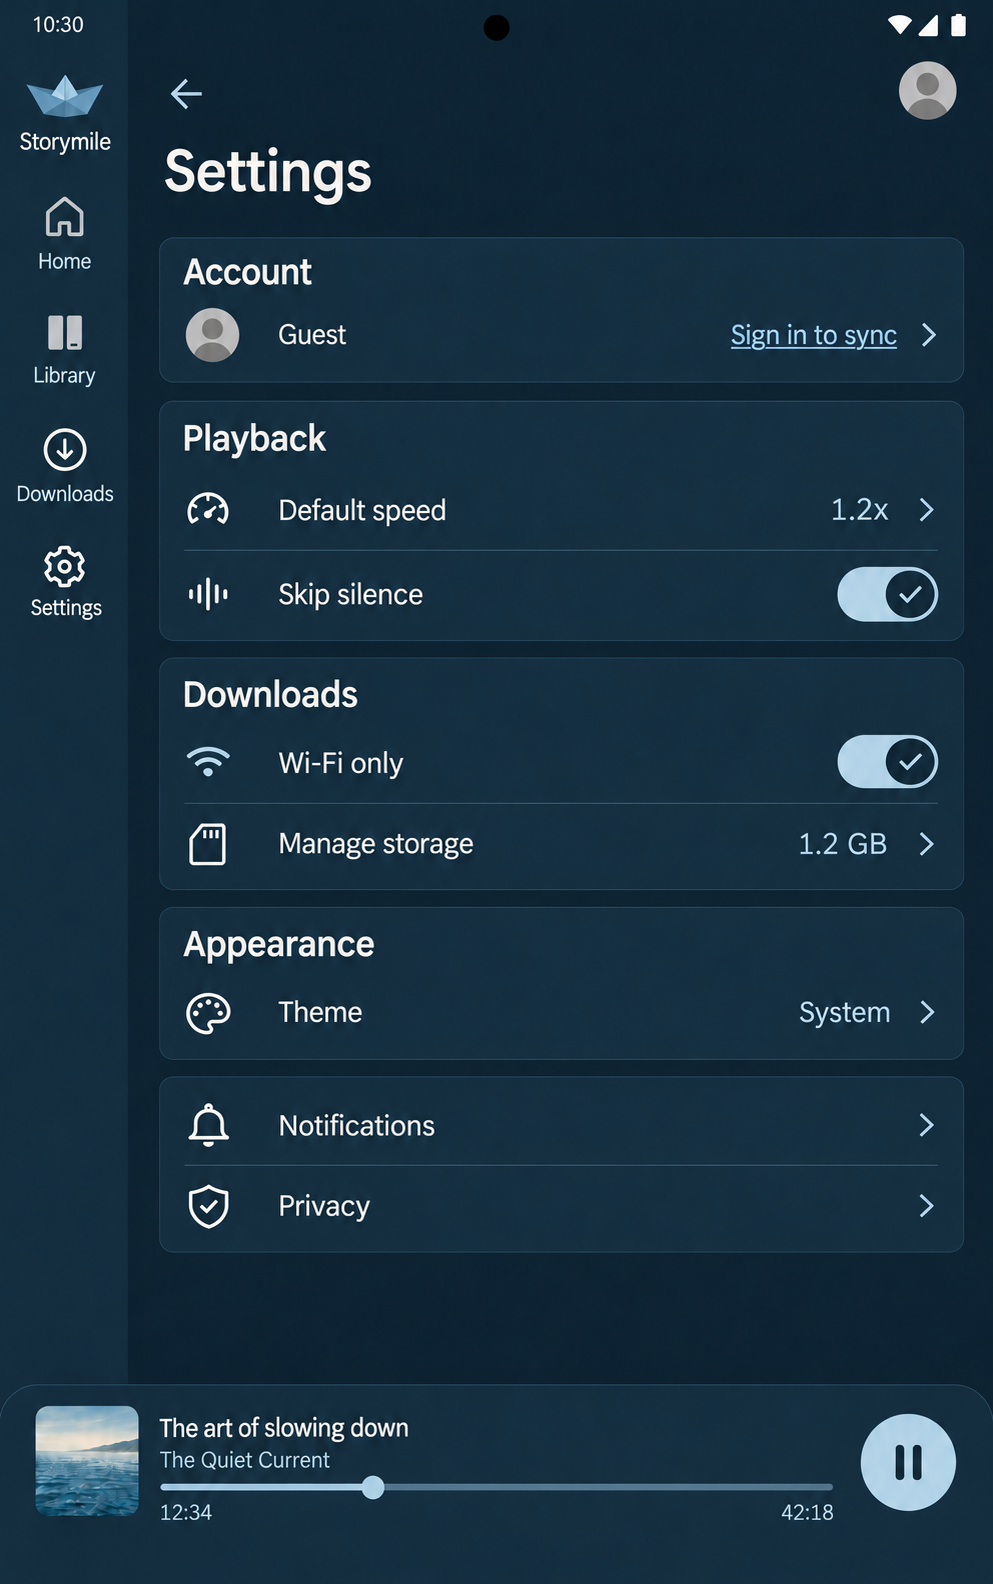 10:30
Storymile
Home
Library
Downloads
Settings
Settings
Account
Guest
Sign in to sync
Playback
Default speed
1.2x
Skip silence
Downloads
Wi-Fi only
Manage storage
1.2 GB
Appearance
Theme
System
Notifications
Privacy
The art of slowing down
The Quiet Current
12:34
42:18